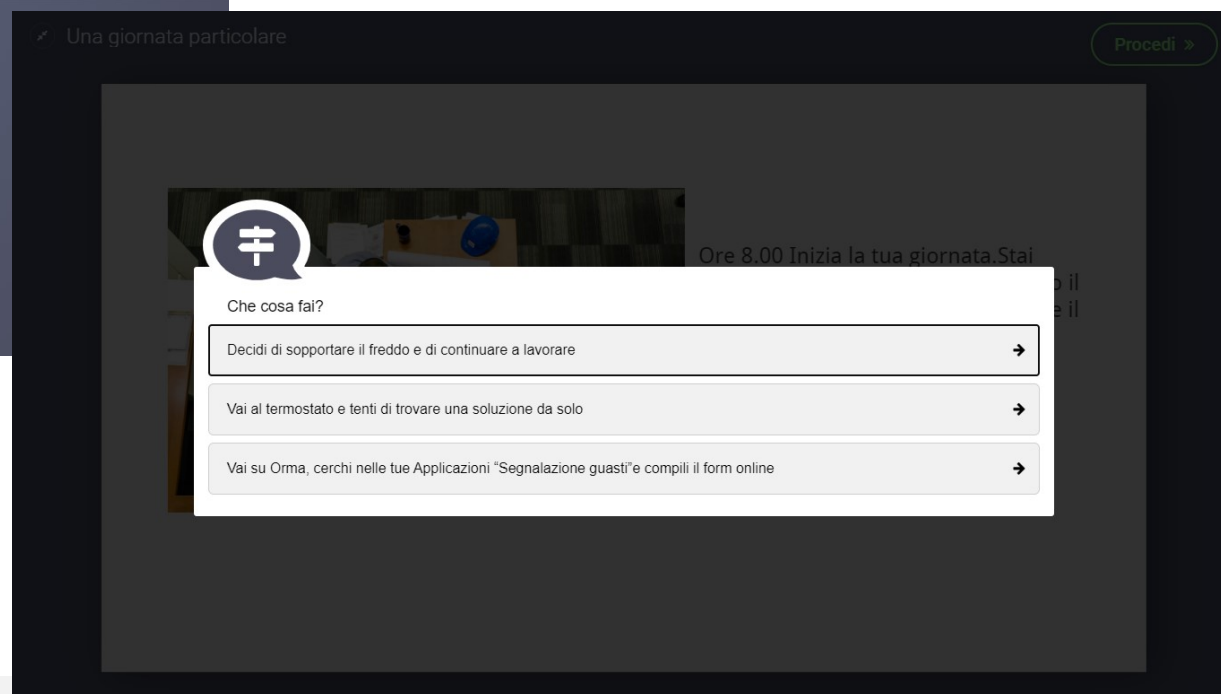 Una giornata particolare
Procedi »
Ore 8.00 Inizia la tua giornata.Stai
o il
e il
Che cosa fai?
Decidi di sopportare il freddo e di continuare a lavorare
Vai al termostato e tenti di trovare una soluzione da solo
Vai su Orma, cerchi nelle tue Applicazioni “Segnalazione guasti”e compili il form online